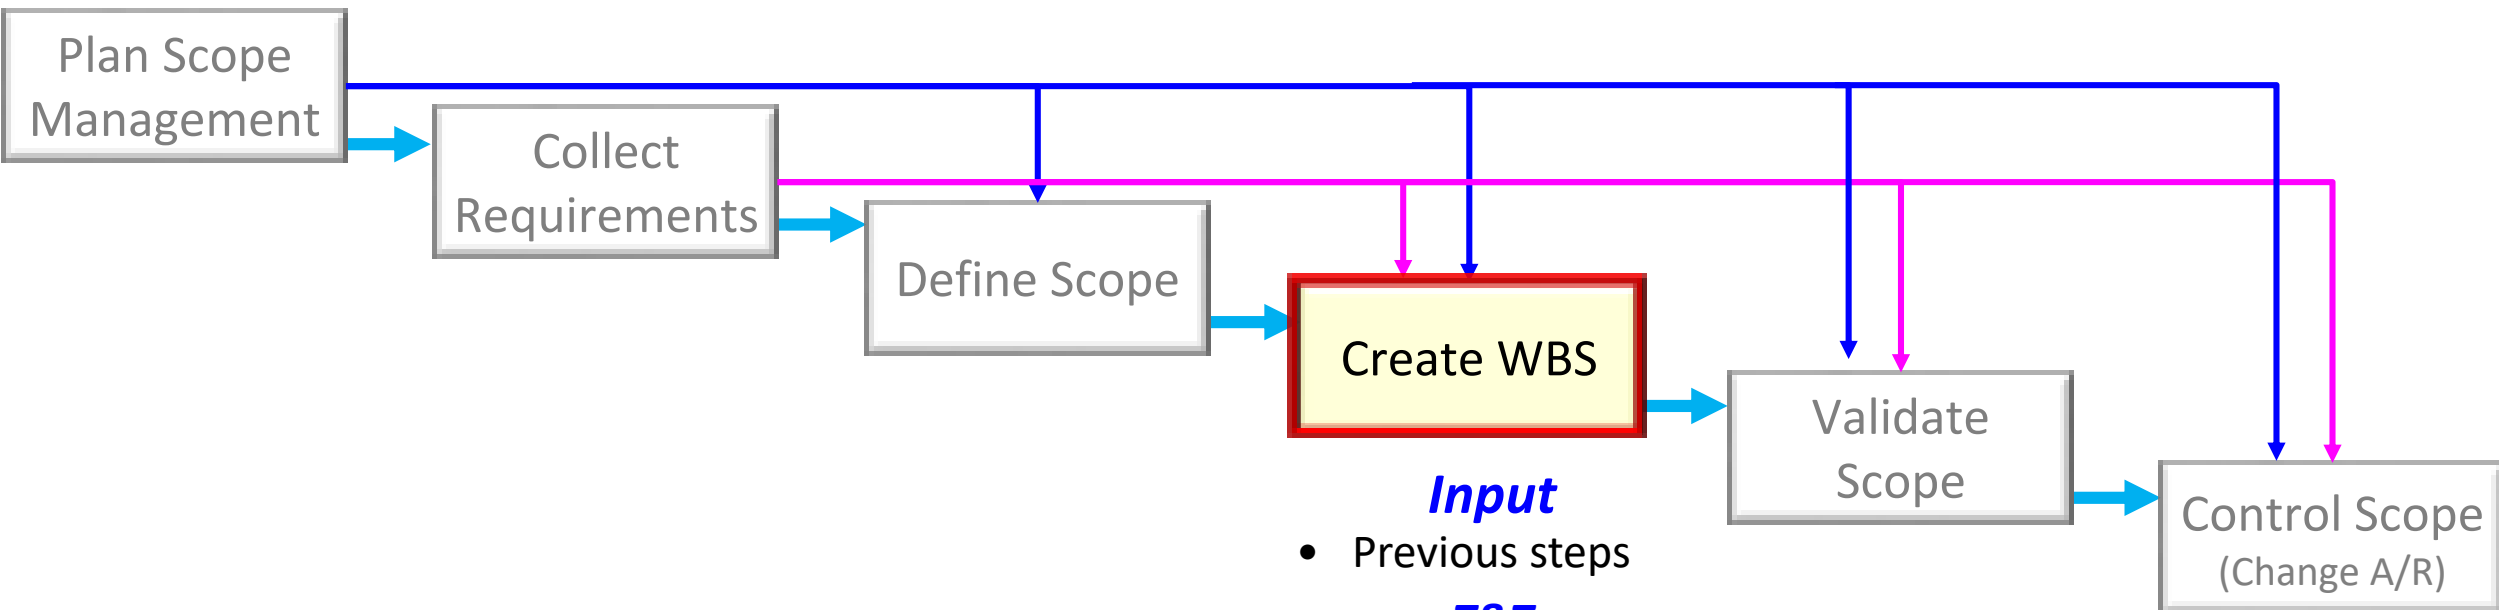 Plan Scope
Management
Collect
Requirements
Define Scope
Create WBS
Validate
Scope
Control Scope
(Change A/R)
Input
• Previous steps